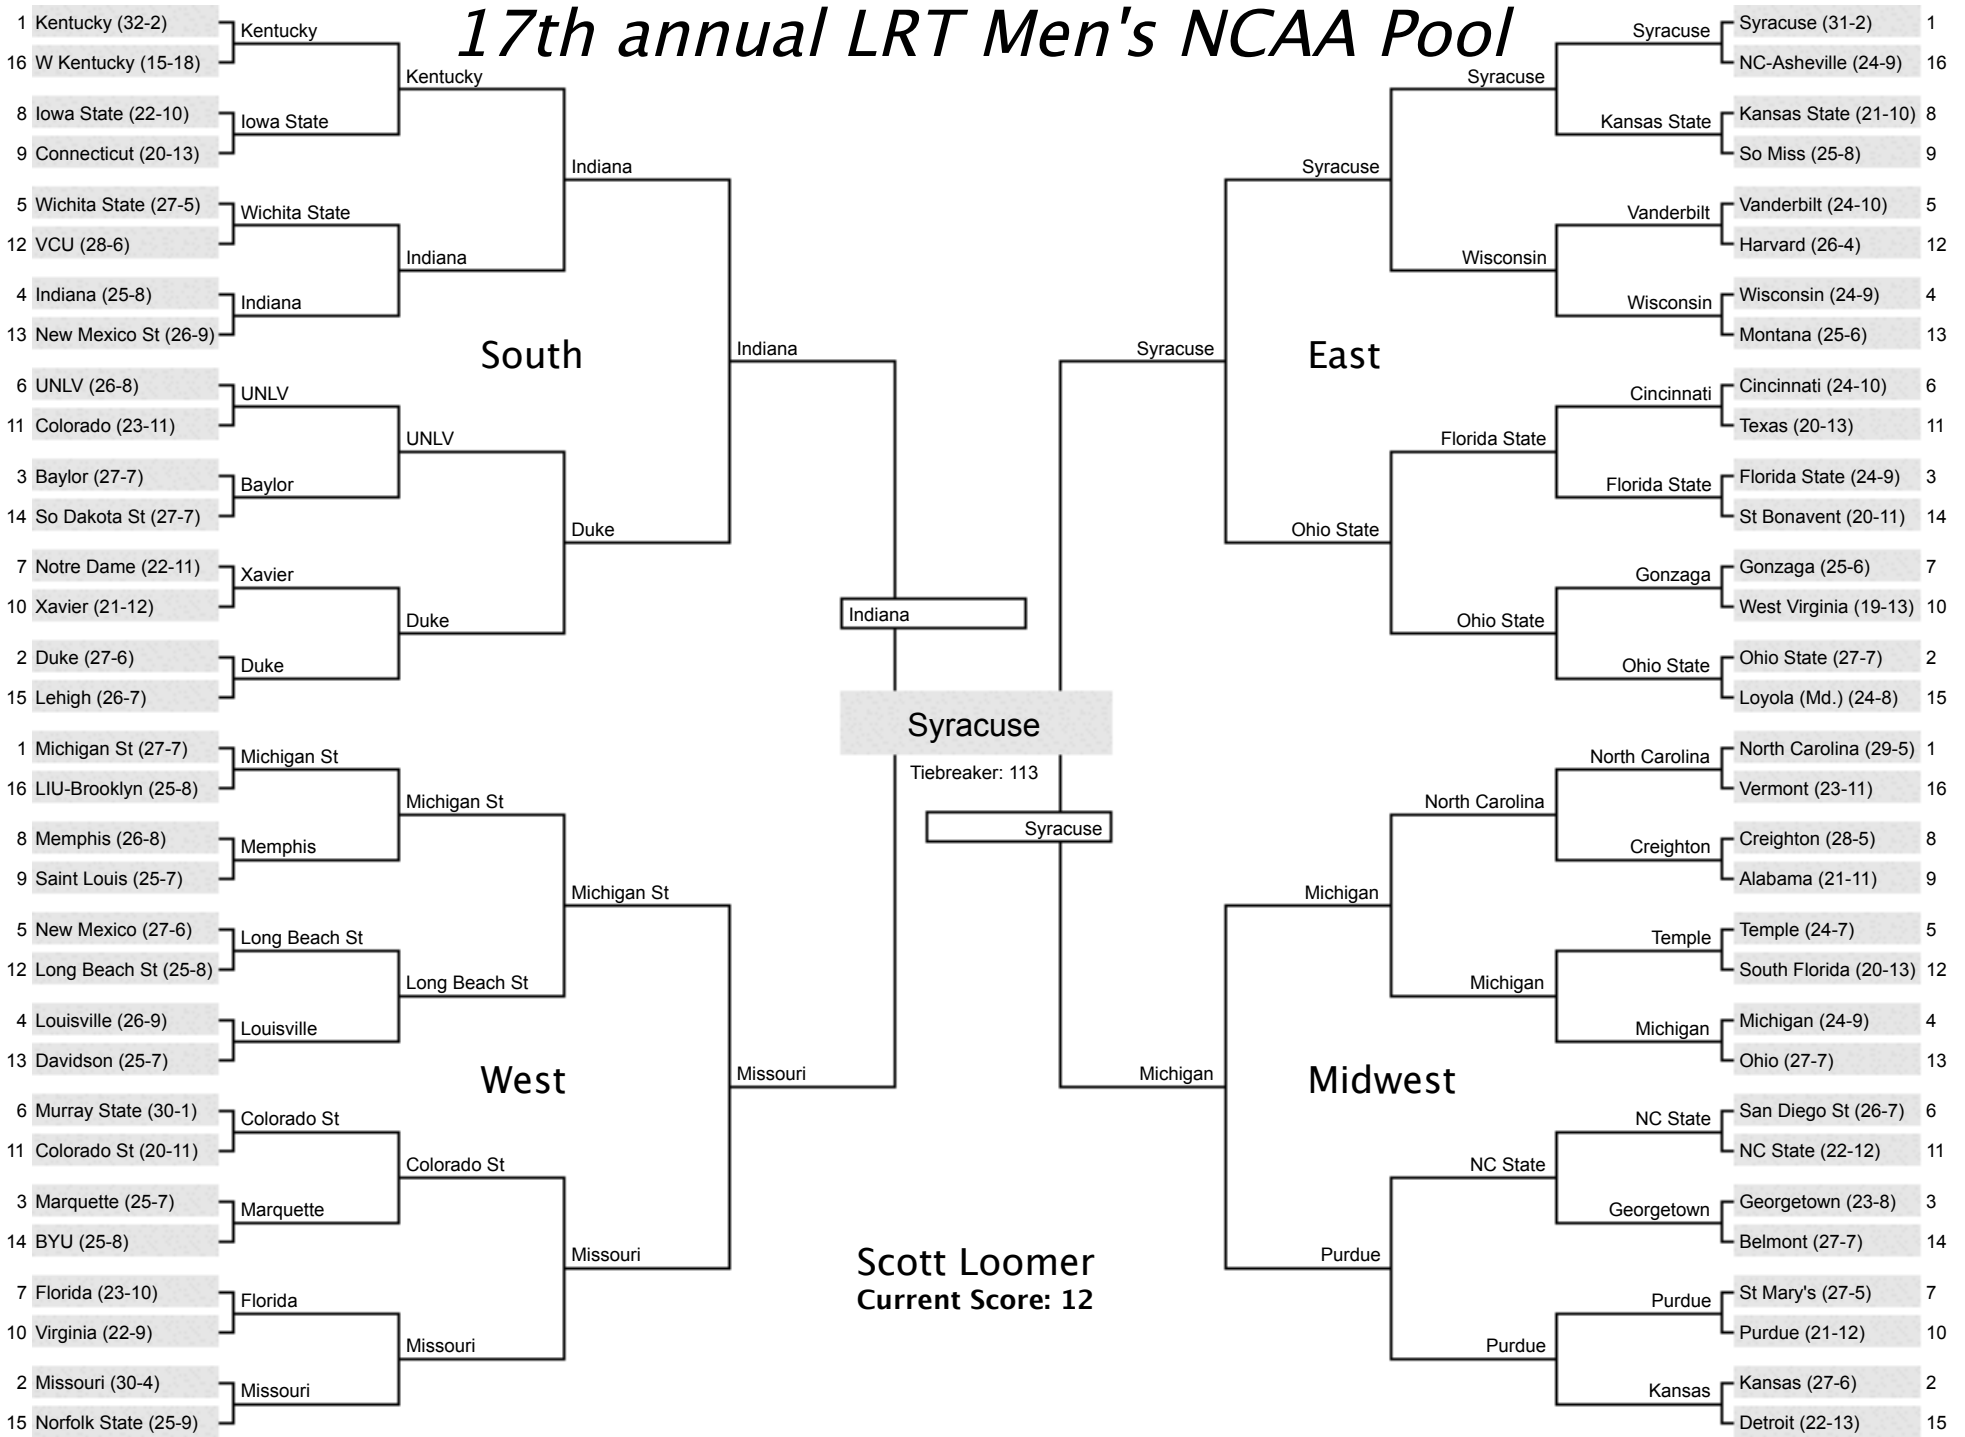 17th annual LRT Men's NCAA Pool
1 Kentucky (32-2)
16 W Kentucky (15-18)
8 Iowa State (22-10)
9 Connecticut (20-13)
5 Wichita State (27-5)
12 VCU (28-6)
4 Indiana (25-8)
13 New Mexico St (26-9)
6 UNLV (26-8)
11 Colorado (23-11)
3 Baylor (27-7)
14 So Dakota St (27-7)
7 Notre Dame (22-11)
10 Xavier (21-12)
2 Duke (27-6)
15 Lehigh (26-7)
Kentucky
Iowa State
Wichita State
Indiana
UNLV
Baylor
Xavier
Duke
Kentucky
Indiana
UNLV
Duke
Indiana
Duke
Indiana
South
1 Michigan St (27-7)
16 LIU-Brooklyn (25-8)
8 Memphis (26-8)
9 Saint Louis (25-7)
5 New Mexico (27-6)
12 Long Beach St (25-8)
4 Louisville (26-9)
13 Davidson (25-7)
6 Murray State (30-1)
11 Colorado St (20-11)
3 Marquette (25-7)
14 BYU (25-8)
7 Florida (23-10)
10 Virginia (22-9)
2 Missouri (30-4)
15 Norfolk State (25-9)
Michigan St
Memphis
Long Beach St
Louisville
Colorado St
Marquette
Florida
Missouri
Michigan St
Long Beach St
Colorado St
Missouri
Michigan St
Missouri
Missouri
West
Indiana
Syracuse
Tiebreaker: 113
Syracuse
Scott Loomer
Current Score: 12
Syracuse (31-2) 1
NC-Asheville (24-9) 16
Kansas State (21-10) 8
So Miss (25-8) 9
Vanderbilt (24-10) 5
Harvard (26-4) 12
Wisconsin (24-9) 4
Montana (25-6) 13
Cincinnati (24-10) 6
Texas (20-13) 11
Florida State (24-9) 3
St Bonavent (20-11) 14
Gonzaga (25-6) 7
West Virginia (19-13) 10
Ohio State (27-7) 2
Loyola (Md.) (24-8) 15
Syracuse
Kansas State
Vanderbilt
Wisconsin
Cincinnati
Florida State
Gonzaga
Ohio State
Syracuse
Wisconsin
Florida State
Ohio State
Syracuse
Ohio State
Syracuse
East
North Carolina (29-5) 1
Vermont (23-11) 16
Creighton (28-5) 8
Alabama (21-11) 9
Temple (24-7) 5
South Florida (20-13) 12
Michigan (24-9) 4
Ohio (27-7) 13
San Diego St (26-7) 6
NC State (22-12) 11
Georgetown (23-8) 3
Belmont (27-7) 14
St Mary's (27-5) 7
Purdue (21-12) 10
Kansas (27-6) 2
Detroit (22-13) 15
North Carolina
Creighton
Temple
Michigan
NC State
Georgetown
Purdue
Kansas
North Carolina
Michigan
NC State
Purdue
Michigan
Purdue
Michigan
Midwest